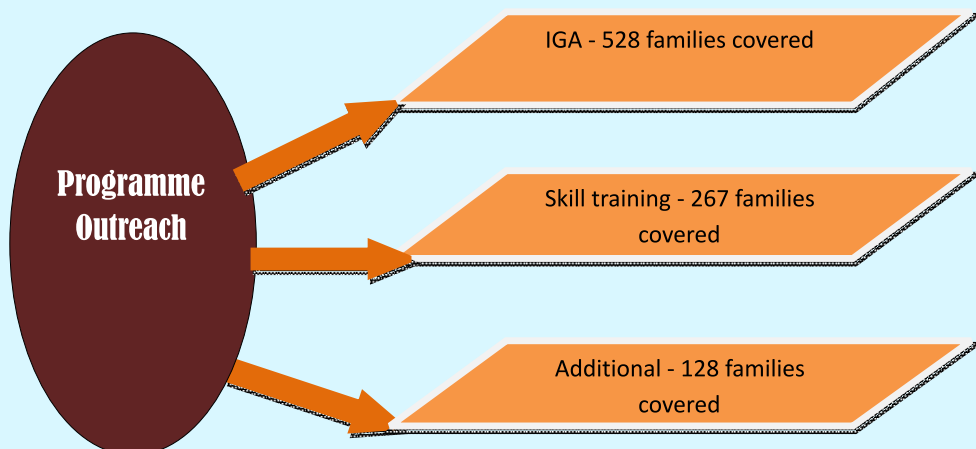 Programme
Outreach
IGA - 528 families covered
Skill training - 267 families
covered
Additional - 128 families
covered